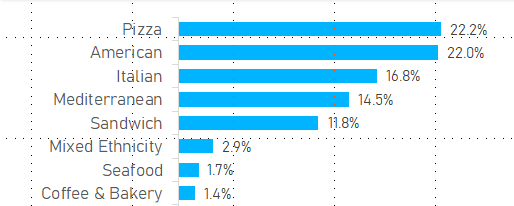 Pizza 22.2%
American 22.0%
Italian 16.8%
Mediterranean 14.5%
Sandwich 11.8%
Mixed Ethnicity 2.9%
Seafood 1.7%
Coffee & Bakery 1.4%